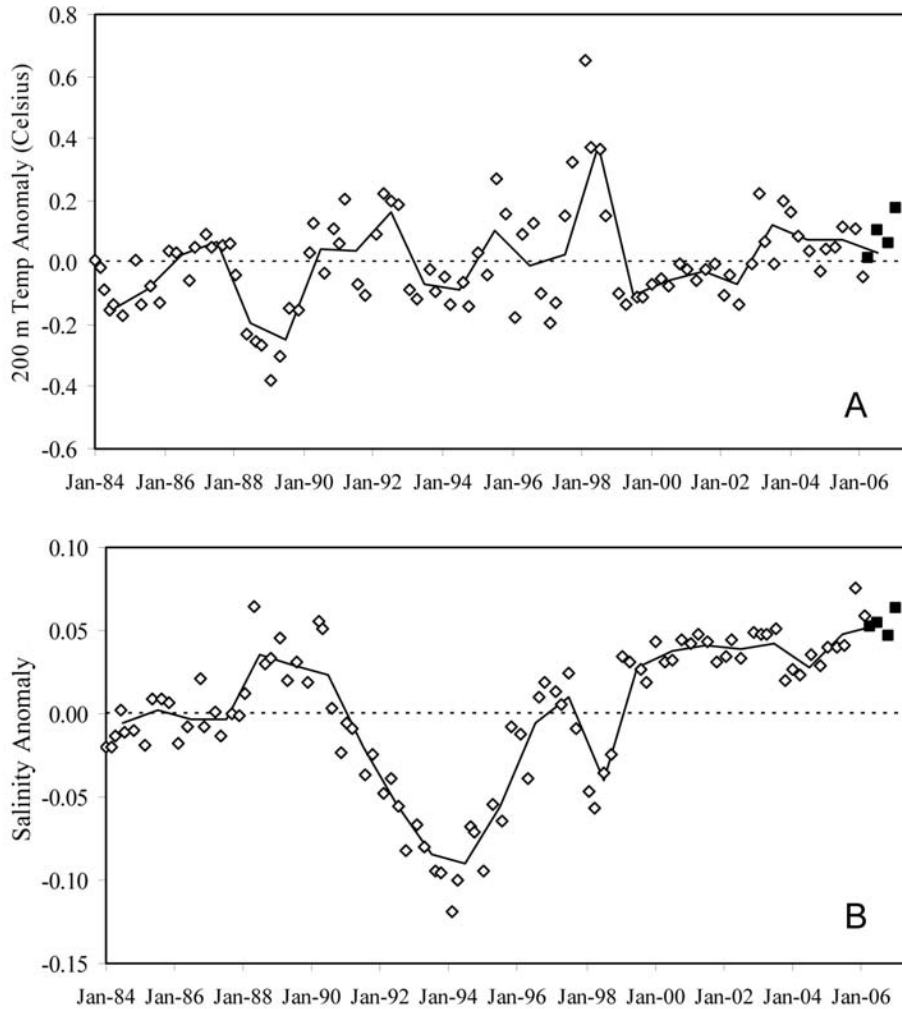 0.8
0.6
0.4
0.2
0.0
-0.2
-0.4
-0.6
200 m Temp Anomaly (Celsius)
A
Jan-84 Jan-86 Jan-88 Jan-90 Jan-92 Jan-94 Jan-96 Jan-98 Jan-00 Jan-02 Jan-04 Jan-06
0.10
0.05
0.00
-0.05
-0.10
-0.15
Salinity Anomaly
B
Jan-84 Jan-86 Jan-88 Jan-90 Jan-92 Jan-94 Jan-96 Jan-98 Jan-00 Jan-02 Jan-04 Jan-06